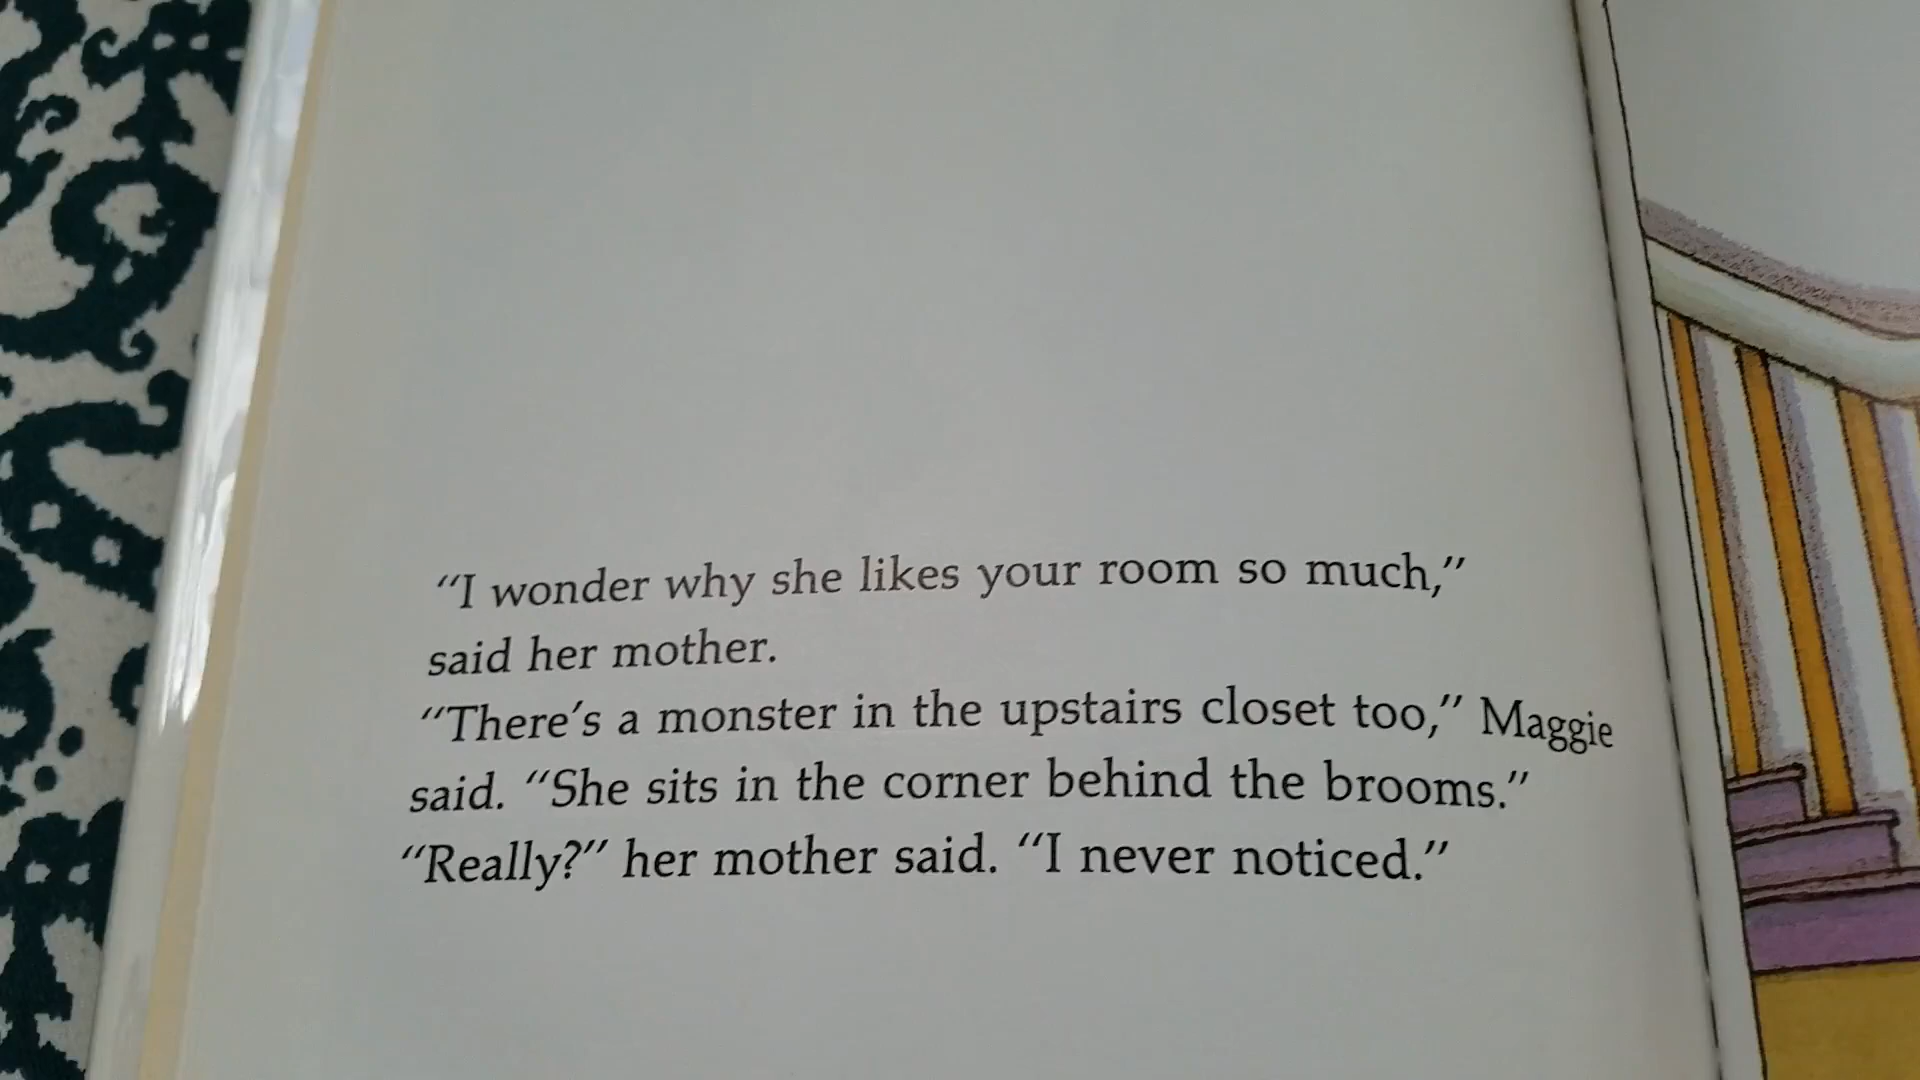 “I wonder why she likes your room so much,”
said her mother.
“There’s a monster in the upstairs closet too,” Maggie
said. “She sits in the corner behind the brooms.”
“Really?” her mother said. “I never noticed.”